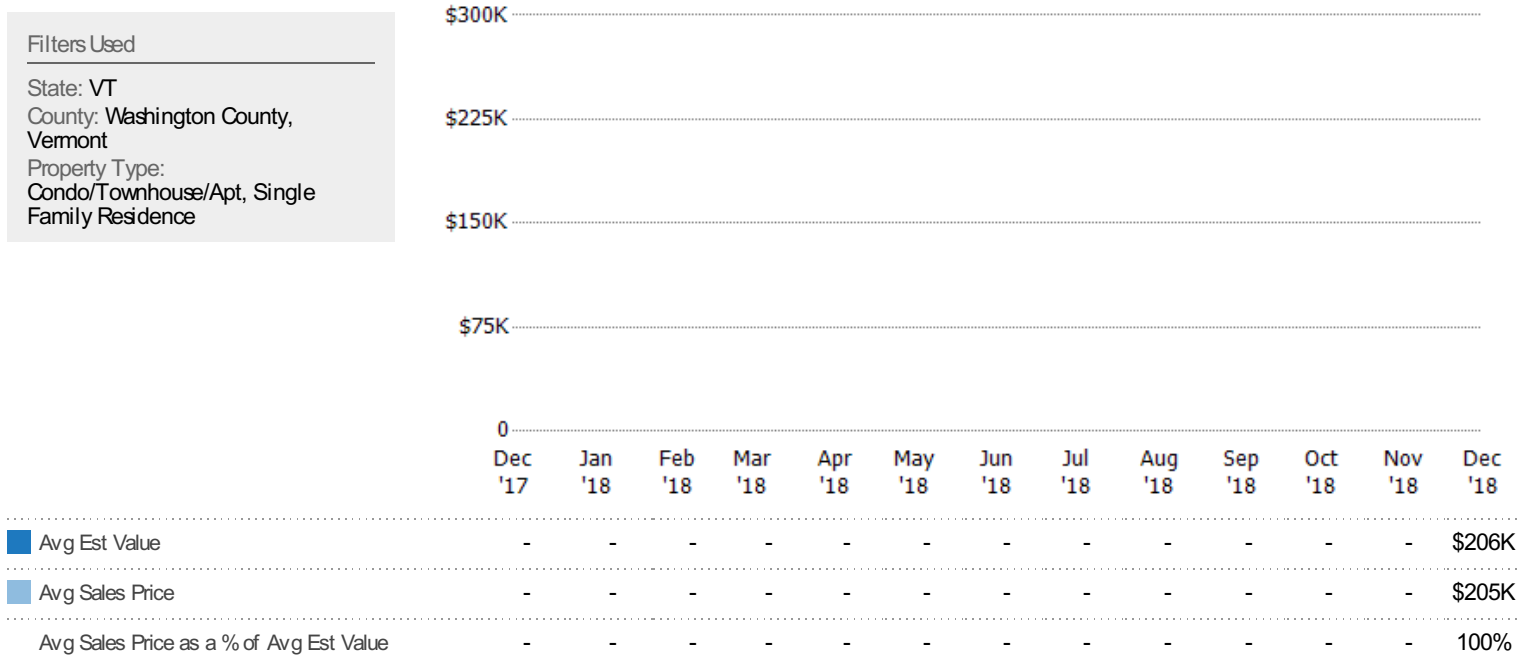 Filters Used
State: VT
County: Washington County,
Vermont
Property Type:
Condo/Townhouse/Apt, Single
Family Residence
$300K
$225K
$150K
$75K
0
Dec Jan Feb Mar Apr May Jun Jul Aug Sep Oct Nov Dec
'17 '18 '18 '18 '18 '18 '18 '18 '18 '18 '18 '18 '18
Avg Est Value - - - - - - - - - - - - $206K
Avg Sales Price - - - - - - - - - - - - $205K
Avg Sales Price as a % of Avg Est Value - - - - - - - - - - - - 100%